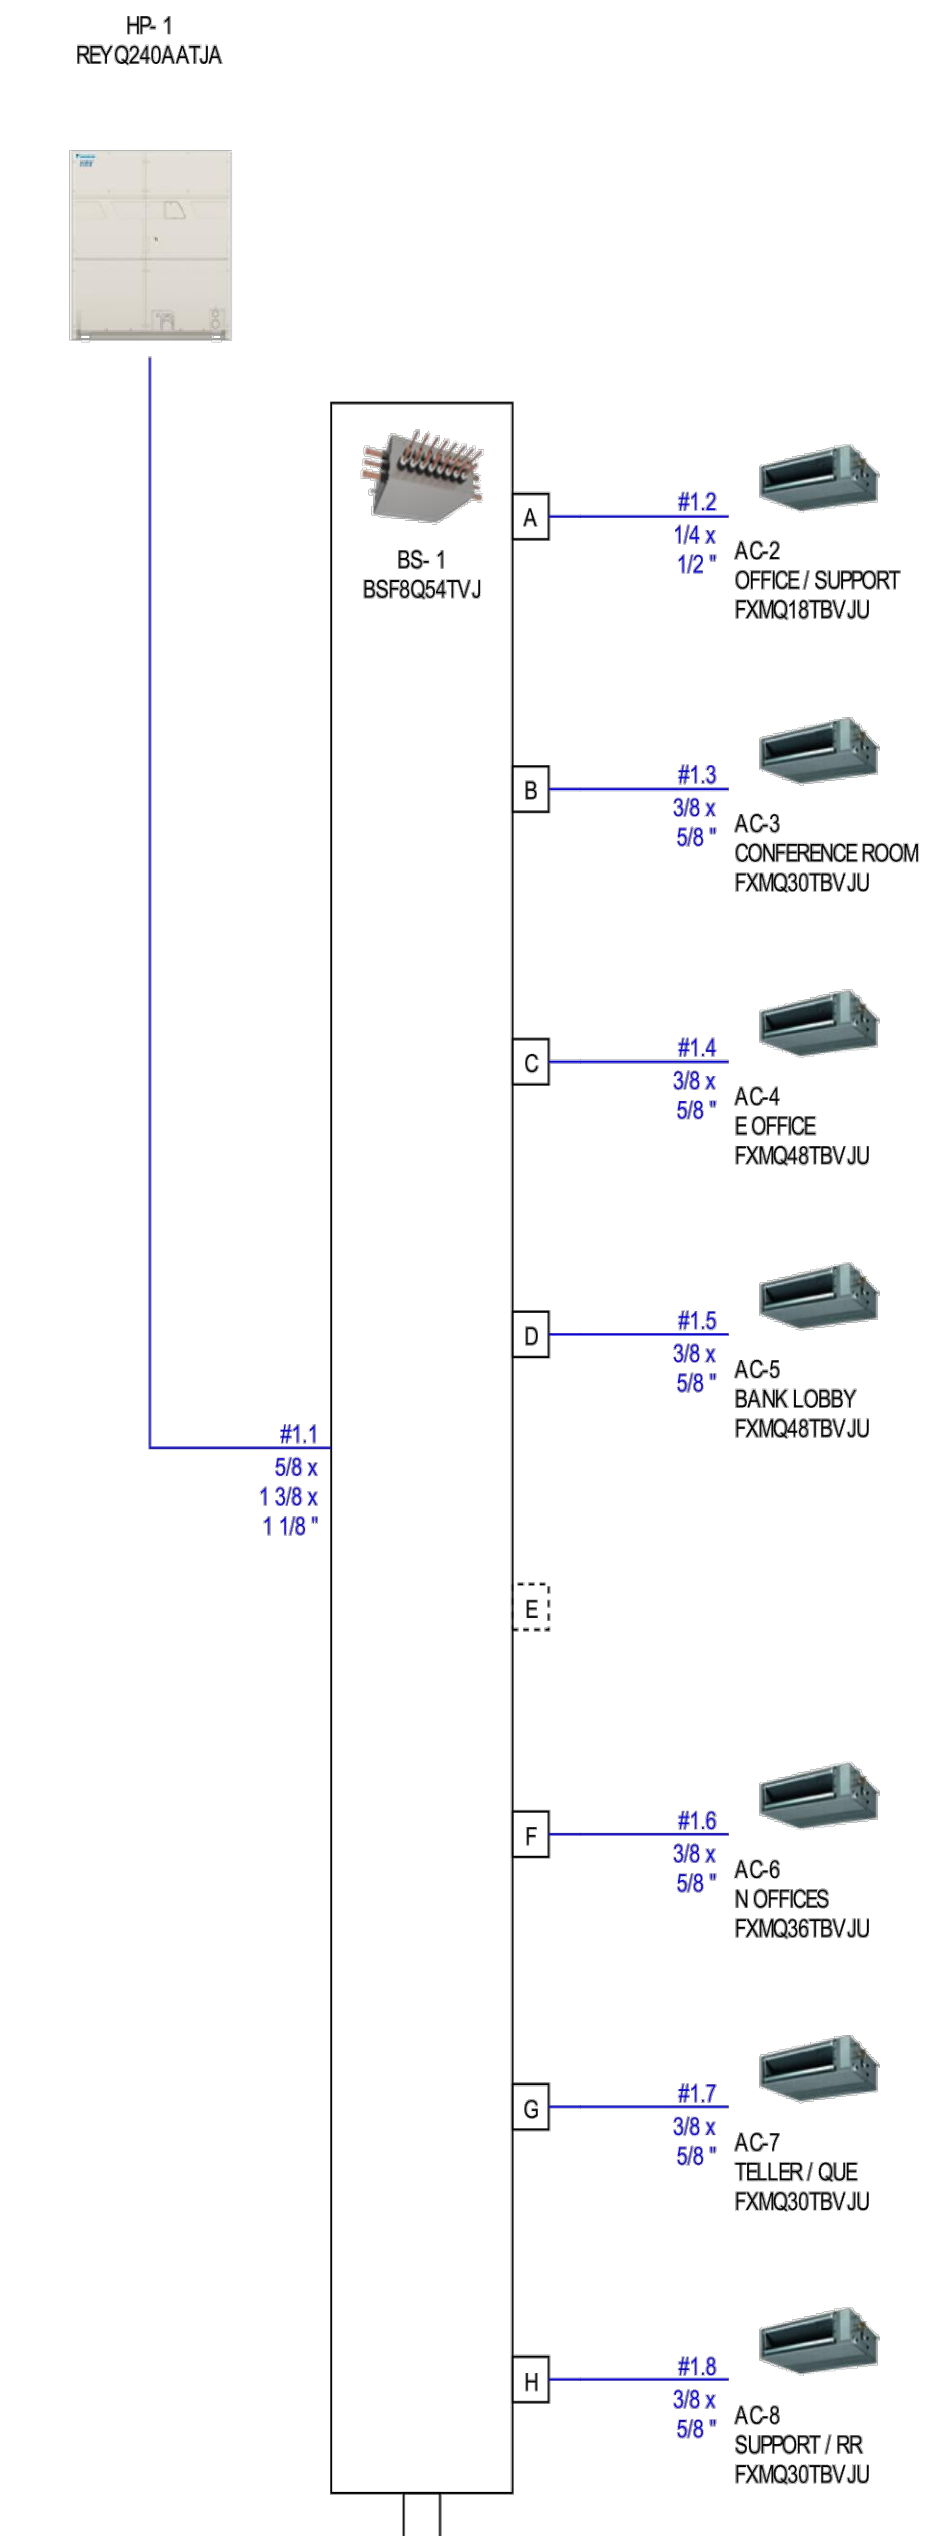 HP- 1
REYQ240AATJA
BS- 1
BSF8Q54TVJ
A
#1.2
1/4 x
1/2 "
AC-2
OFFICE / SUPPORT
FXMQ18TBVJU
B
#1.3
3/8 x
5/8 "
AC-3
CONFERENCE ROOM
FXMQ30TBVJU
C
#1.4
3/8 x
5/8 "
AC-4
E OFFICE
FXMQ48TBVJU
D
#1.5
3/8 x
5/8 "
AC-5
BANK LOBBY
FXMQ48TBVJU
#1.1
5/8 x
1 3/8 x
1 1/8 "
E
F
#1.6
3/8 x
5/8 "
AC-6
N OFFICES
FXMQ36TBVJU
G
#1.7
3/8 x
5/8 "
AC-7
TELLER / QUE
FXMQ30TBVJU
H
#1.8
3/8 x
5/8 "
AC-8
SUPPORT / RR
FXMQ30TBVJU